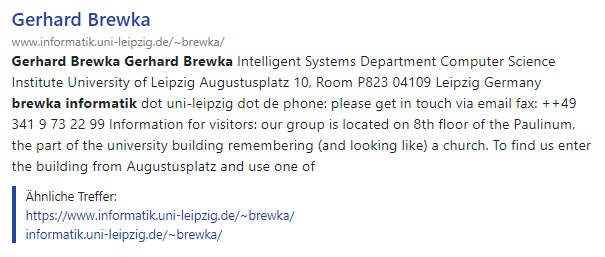 Gerhard Brewka
www.informatik.uni-leipzig.de/~brewka/
Gerhard Brewka Gerhard Brewka Intelligent Systems Department Computer Science
Institute University of Leipzig Augustusplatz 10, Room P823 04109 Leipzig Germany
brewka informatik dot uni-leipzig dot de phone: please get in touch via email fax: ++49
341 9 73 22 99 Information for visitors: our group is located on 8th floor of the Paulinum,
the part of the university building remembering (and looking like) a church. To find us enter
the building from Augustusplatz and use one of
Ähnliche Treffer:
https://www.informatik.uni-leipzig.de/~brewka/
informatik.uni-leipzig.de/~brewka/